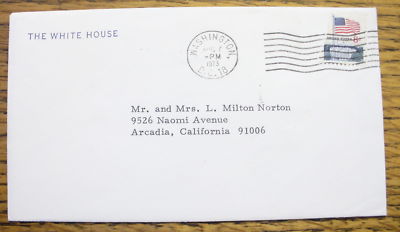 THE WHITE HOUSE
WASHINGTON
PM
1973
Mr. and Mrs. L. Milton Norton
9526 Naomi Avenue
Arcadia, California 91006